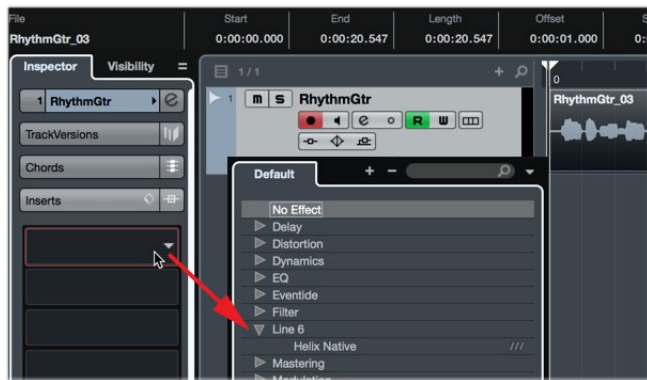 File Start End Length Offset S
RhythmGtr_03 0:00:00.000 0:00:20.547 0:00:20.547 0:00:01.000 0:
Inspector Visibility
1 RhythmGtr
TrackVersions
Chords
Inserts
1/1
1 m S RhythmGtr
e R W
Default
No Effect
Delay
Distortion
Dynamics
EQ
Eventide
Filter
Line 6
Helix Native ///
Mastering
Modulation
0
RhythmGtr_03